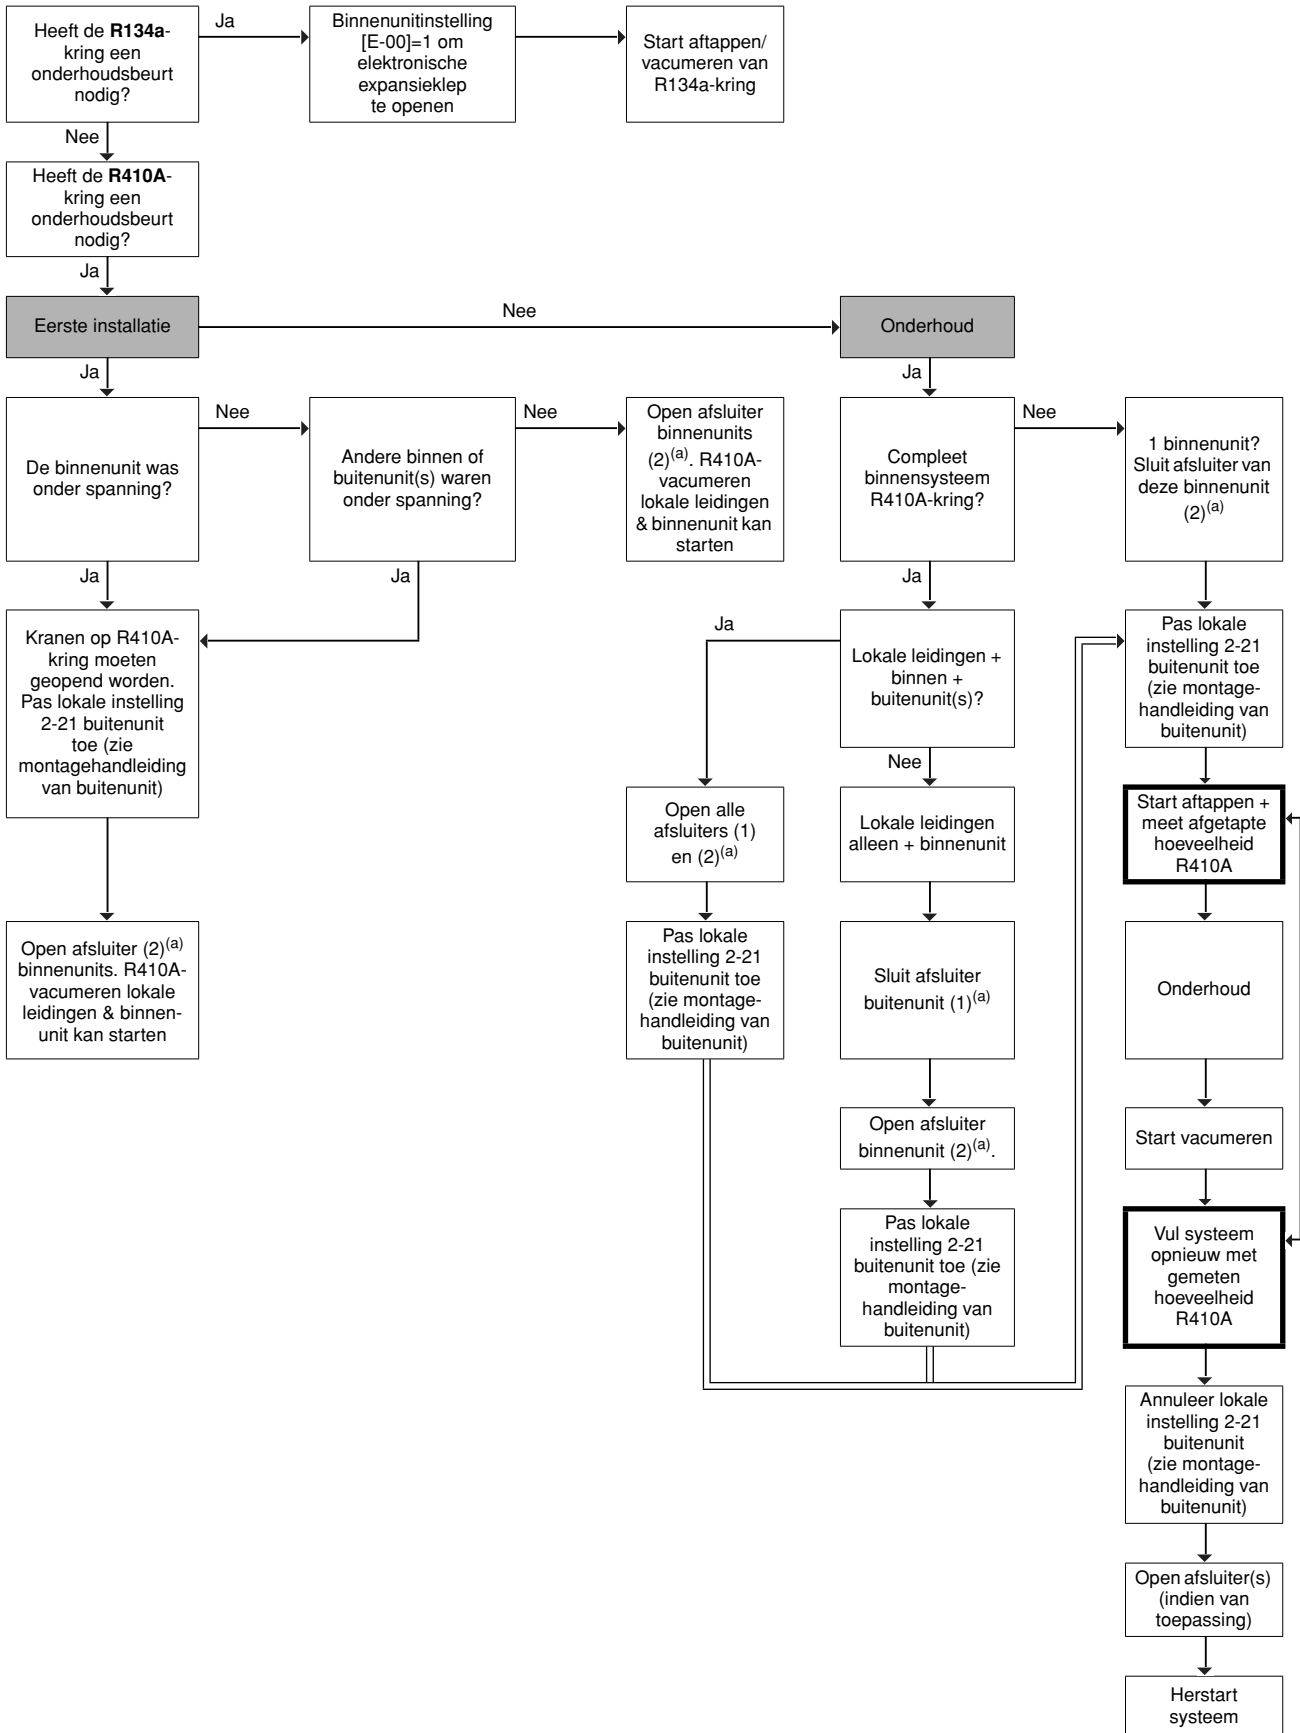 Heeft de R134a-
kring een
onderhoudsbeurt
nodig?
Ja
Binnenunitinstelling
[E-00]=1 om
elektronische
expansieklep
te openen
Start aftappen/
vacumeren van
R134a-kring
Nee
Heeft de R410A-
kring een
onderhoudsbeurt
nodig?
Ja
Eerste installatie
Nee
Onderhoud
Ja
De binnenunit was
onder spanning?
Nee
Andere binnen of
buitenunit(s) waren
onder spanning?
Nee
Open afsluiter
binnenunits
(2)(a). R410A-
vacumeren
lokale leidingen
& binnenunit kan
starten
Ja
Ja
Kranen op R410A-
kring moeten
geopend worden.
Pas lokale instelling
2-21 buitenunit
toe (zie
montagehandleiding
van buitenunit)
Open afsluiter (2)(a)
binnenunits. R410A-
vacumeren lokale
leidingen & binnen-
unit kan starten
Ja
Compleet
binnensysteem
R410A-kring?
Nee
1 binnenunit?
Sluit afsluiter van
deze binnenunit
(2)(a)
Ja
Lokale leidingen +
binnen +
buitenunit(s)?
Ja
Open alle
afsluiters (1)
en (2)(a)
Pas lokale
instelling 2-21
buitenunit toe
(zie montage-
handleiding van
buitenunit)
Nee
Lokale leidingen
alleen + binnenunit
Sluit afsluiter
buitenunit (1)(a)
Open afsluiter
binnenunit (2)(a).
Pas lokale
instelling 2-21
buitenunit toe (zie
montage-
handleiding van
buitenunit)
Pas lokale
instelling 2-21
buitenunit toe
(zie montage-
handleiding van
buitenunit)
Start aftappen +
meet afgetapte
hoeveelheid
R410A
Onderhoud
Start vacumeren
Vul systeem
opnieuw met
gemeten
hoeveelheid
R410A
Annuleer lokale
instelling 2-21
buitenunit
(zie montage-
handleiding van
buitenunit)
Open afsluiter(s)
(indien van
toepassing)
Herstart
systeem